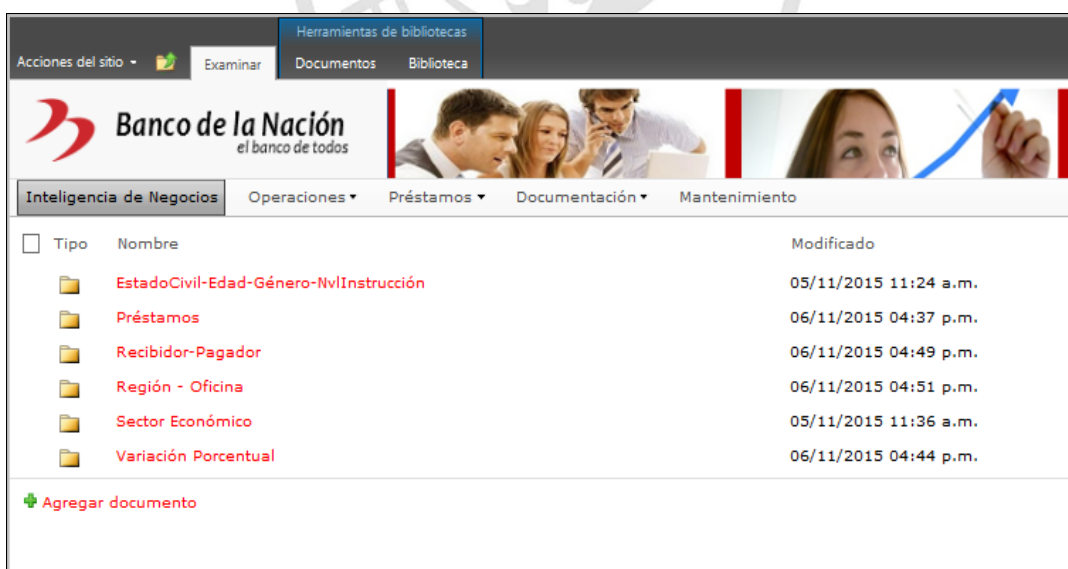 Herramientas de bibliotecas
Acciones del sitio Examinar Documentos Biblioteca
Banco de la Nación
el banco de todos
Inteligencia de Negocios Operaciones Préstamos Documentación Mantenimiento
Tipo Nombre Modificado
EstadoCivil-Edad-Género-NvlInstrucción 05/11/2015 11:24 a.m.
Préstamos 06/11/2015 04:37 p.m.
Recibidor-Pagador 06/11/2015 04:49 p.m.
Región - Oficina 06/11/2015 04:51 p.m.
Sector Económico 05/11/2015 11:36 a.m.
Variación Porcentual 06/11/2015 04:44 p.m.
Agregar documento